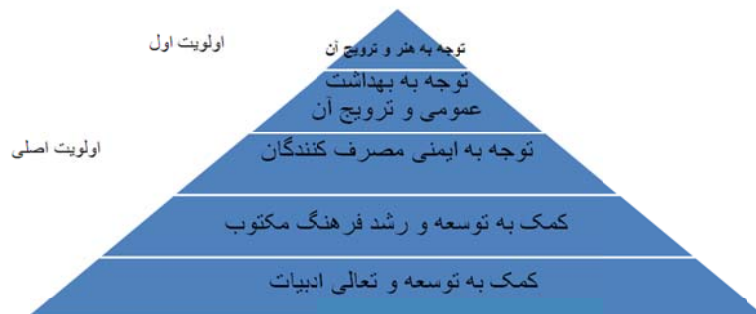 اولویت اول
توجه به هنر و ترویج آن
توجه به بهداشت
عمومی و ترویج آن
اولویت اصلی
توجه به ایمنی مصرف کنندگان
کمک به توسعه و رشد فرهنگ مکتوب
کمک به توسعه و تعالی ادبیات